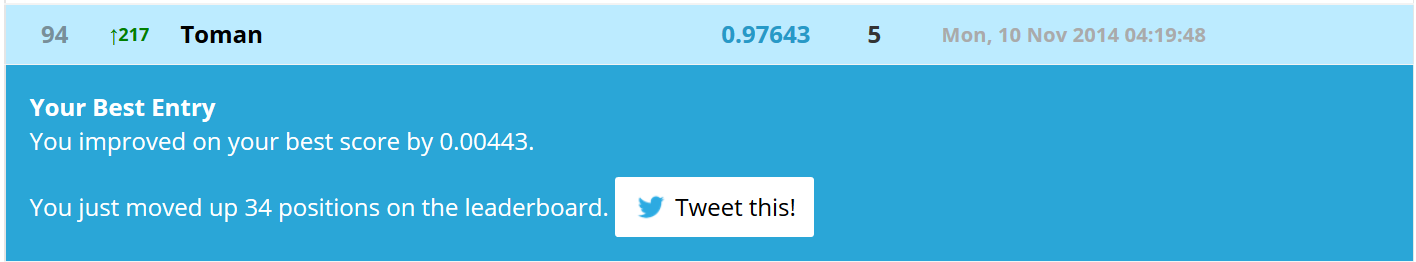 94 ↑217 Toman 0.97643 5 Mon, 10 Nov 2014 04:19:48
Your Best Entry
You improved on your best score by 0.00443.
You just moved up 34 positions on the leaderboard. Tweet this!